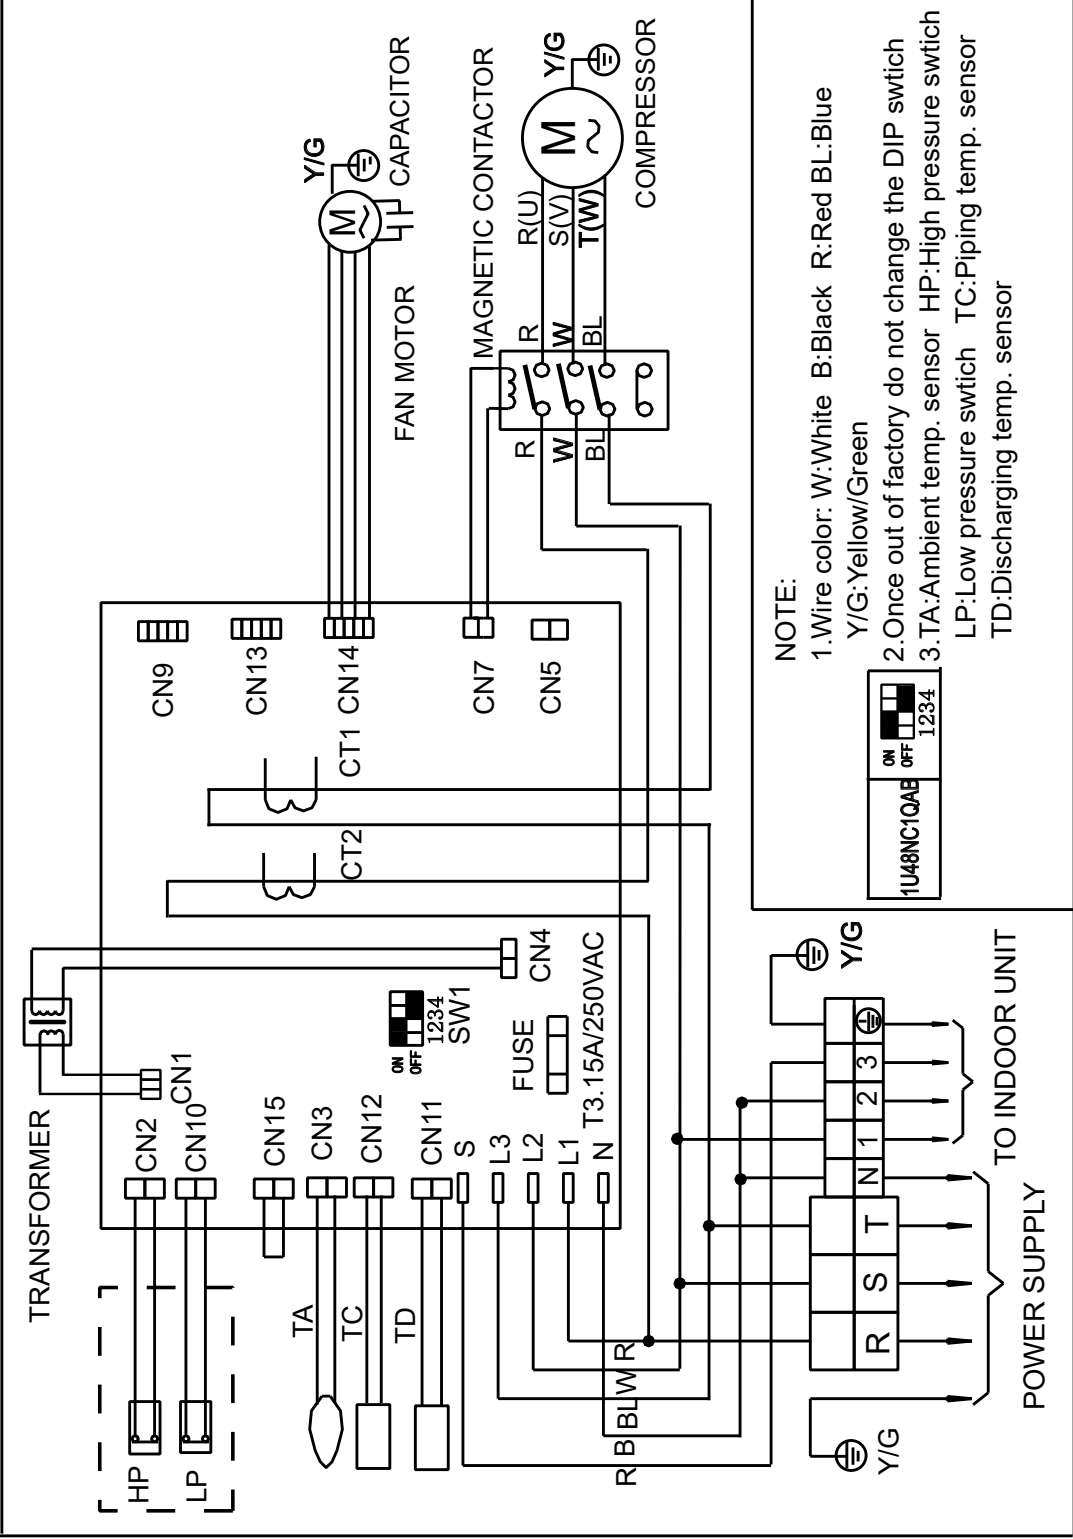 TRANSFORMER
HP
LP
CN2
CN10
CN1
CN15
CN3
CN12
CN11
TA
TC
TD
S
L3
L2
L1
N
FUSE
T3.15A/250VAC
ON
OFF
1234
SW1
CN4
CT2
CT1
CN9
CN13
CN14
CN7
CN5
FAN MOTOR
Y/G
M
CAPACITOR
MAGNETIC CONTACTOR
R
W
BL
R
W
BL
R(U)
S(V)
T(W)
Y/G
M
COMPRESSOR
R
B
BL
W
R
Y/G
R
S
T
N
1
2
3
Y/G
POWER SUPPLY
TO INDOOR UNIT
NOTE:
1.Wire color: W:White B:Black R:Red BL:Blue
Y/G:Yellow/Green
2.Once out of factory do not change the DIP swtich
3.TA:Ambient temp. sensor HP:High pressure swtich
LP:Low pressure swtich TC:Piping temp. sensor
TD:Discharging temp. sensor
1U48NC1QAB
ON
OFF
1234